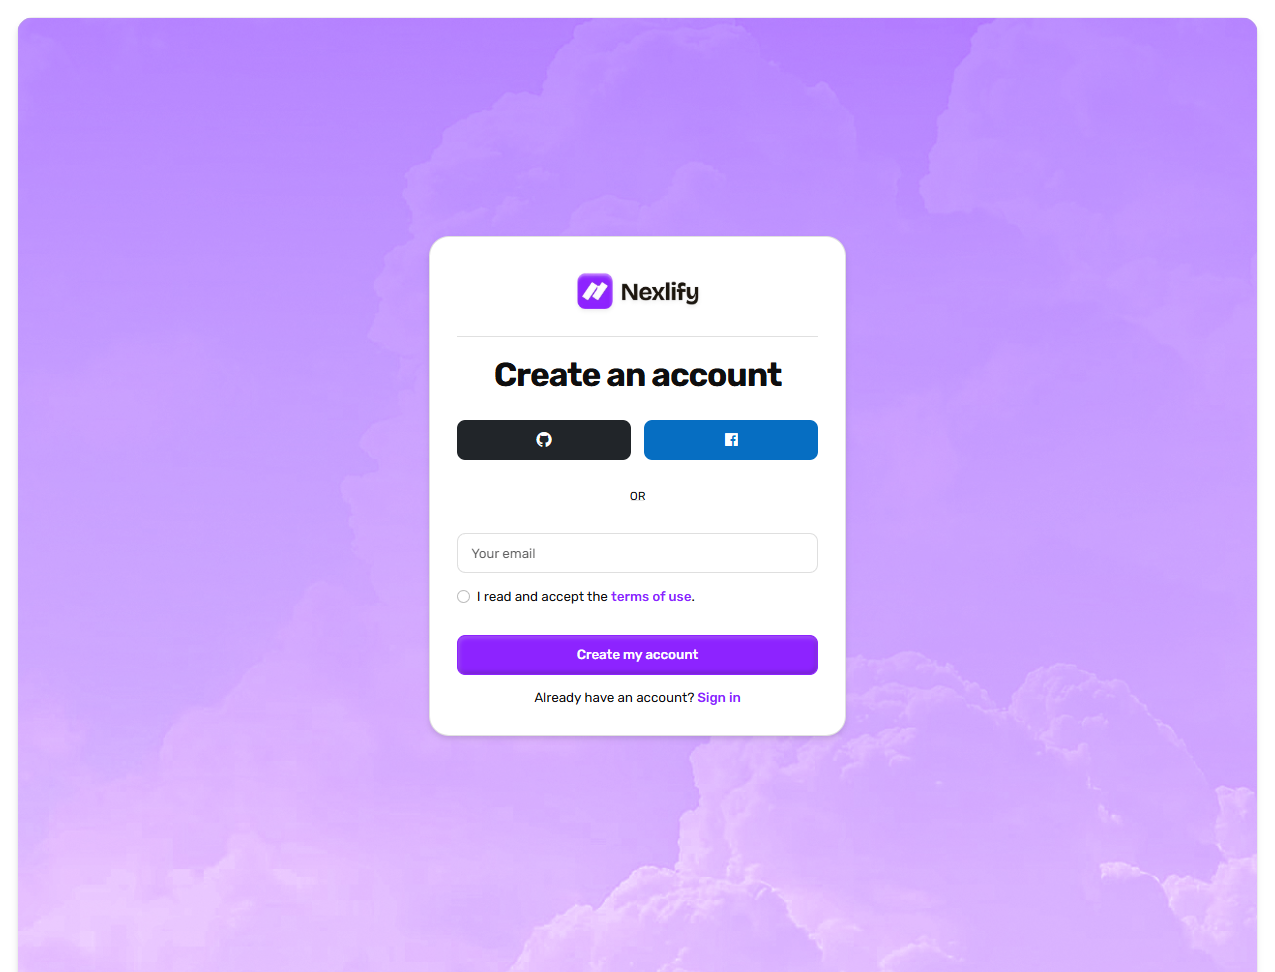 Nexlify
Create an account
OR
Your email
I read and accept the terms of use.
Create my account
Already have an account? Sign in